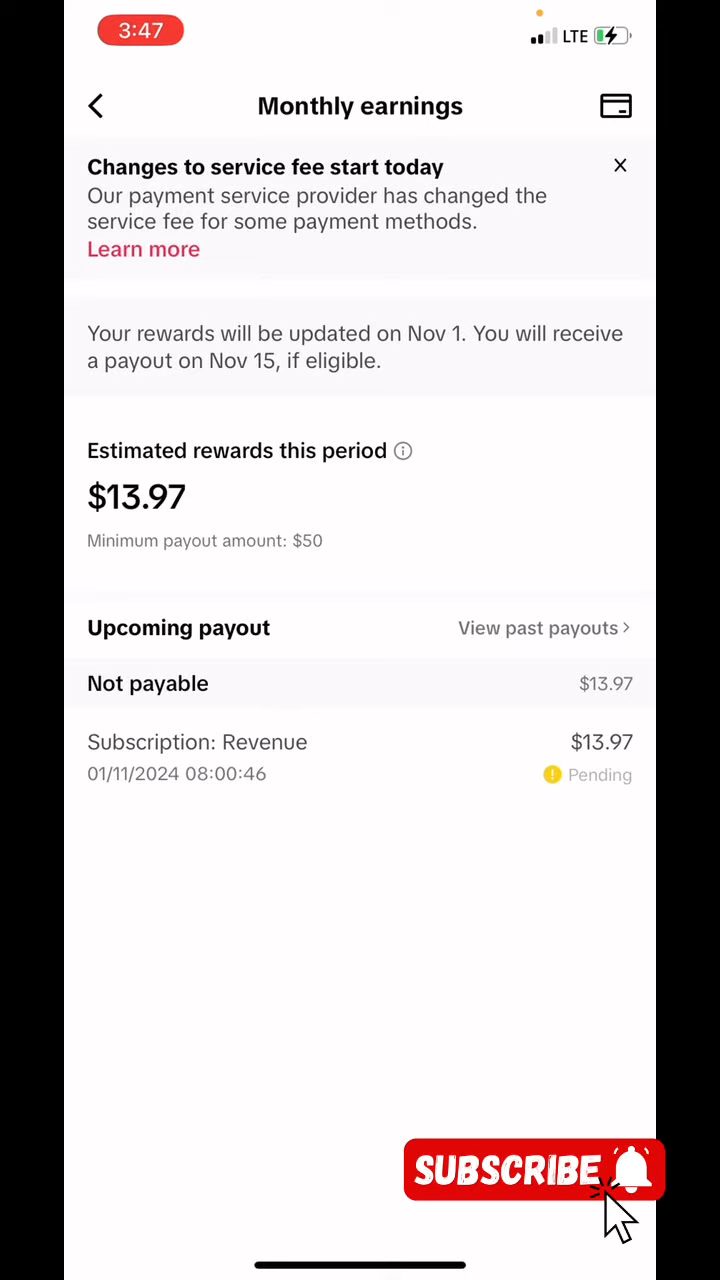 3:47
LTE
Monthly earnings
Changes to service fee start today
Our payment service provider has changed the
service fee for some payment methods.
Learn more
Your rewards will be updated on Nov 1. You will receive
a payout on Nov 15, if eligible.
Estimated rewards this period
$13.97
Minimum payout amount: $50
Upcoming payout
View past payouts >
Not payable
$13.97
Subscription: Revenue
$13.97
01/11/2024 08:00:46
Pending
SUBSCRIBE